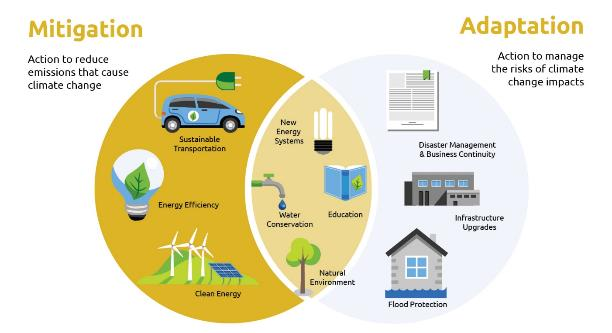 Mitigation
Action to reduce
emissions that cause
climate change
Adaptation
Action to manage
the risks of climate
change impacts
Sustainable
Transportation
Energy Efficiency
Clean Energy
New
Energy
Systems
Water
Conservation
Education
Natural
Environment
Disaster Management
& Business Continuity
Infrastructure
Upgrades
Flood Protection